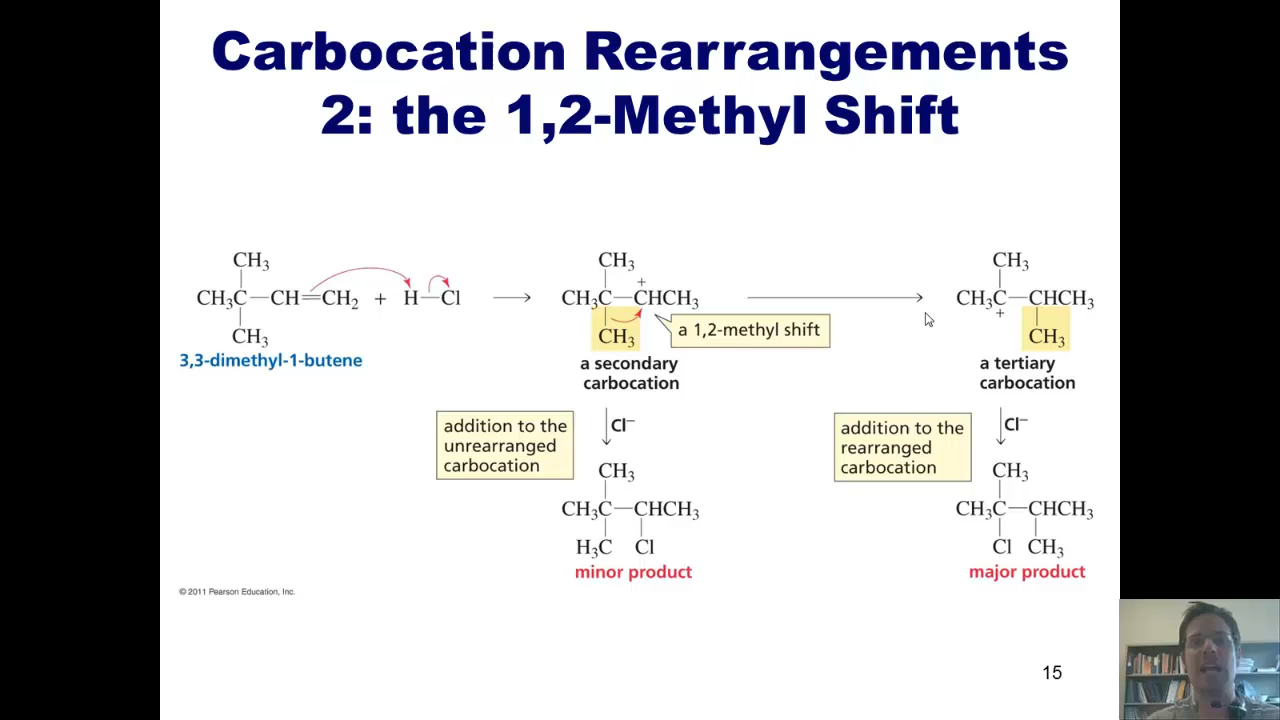 Carbocation Rearrangements
2: the 1,2-Methyl Shift
CH₃
CH₃C—CH=CH₂ + H—Cl
CH₃
3,3-dimethyl-1-butene
CH₃
+
CH₃C—CHCH₃
CH₃
a 1,2-methyl shift
a secondary
carbocation
CH₃
CH₃C—CHCH₃
+
CH₃
a tertiary
carbocation
addition to the
unrearranged
carbocation
Cl⁻
CH₃
CH₃C—CHCH₃
H₃C Cl
minor product
addition to the
rearranged
carbocation
Cl⁻
CH₃
CH₃C—CHCH₃
Cl CH₃
major product
© 2011 Pearson Education, Inc.
15